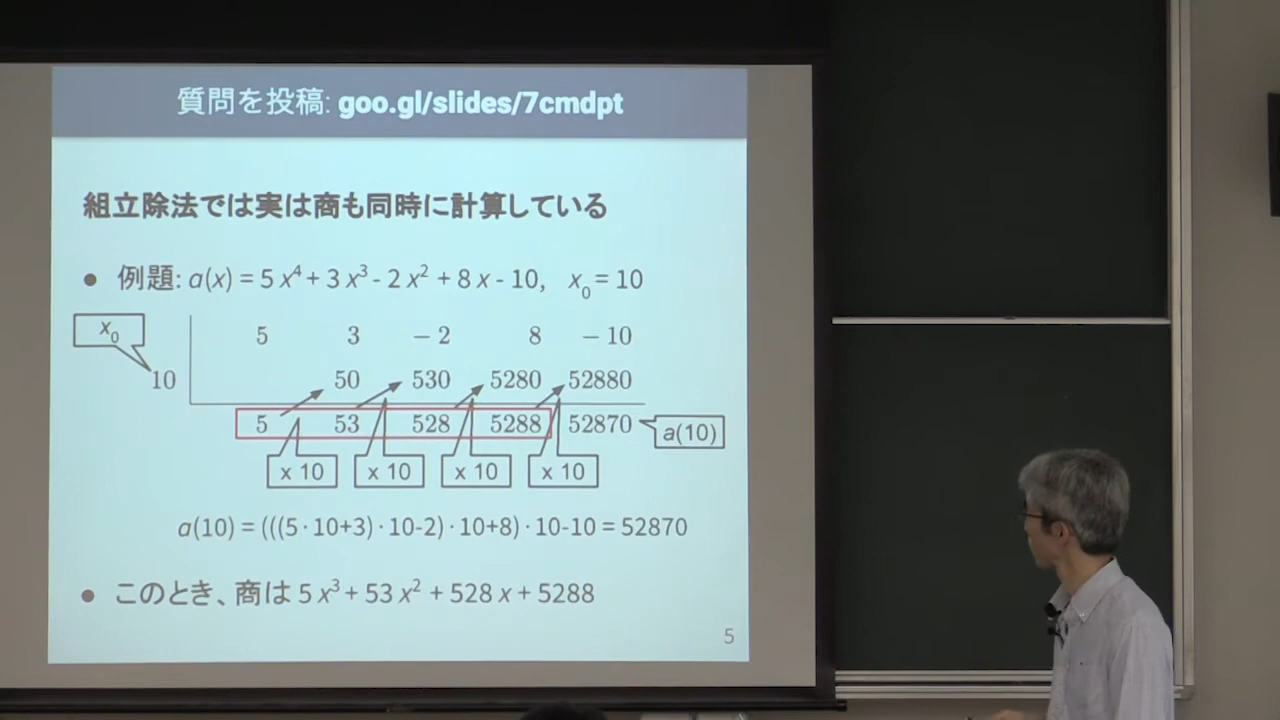 質問を投稿: goo.gl/slides/7cmdpt
組立除法では実は商も同時に計算している
● 例題: a(x) = 5 x⁴ + 3 x³ - 2 x² + 8 x - 10, x₀ = 10
x₀
5 3 − 2 8 − 10
10 50 530 5280 52880
5 53 528 5288 52870
a(10)
x 10 x 10 x 10 x 10
a(10) = (((5 · 10+3) · 10-2) · 10+8) · 10-10 = 52870
● このとき、商は 5 x³ + 53 x² + 528 x + 5288
5